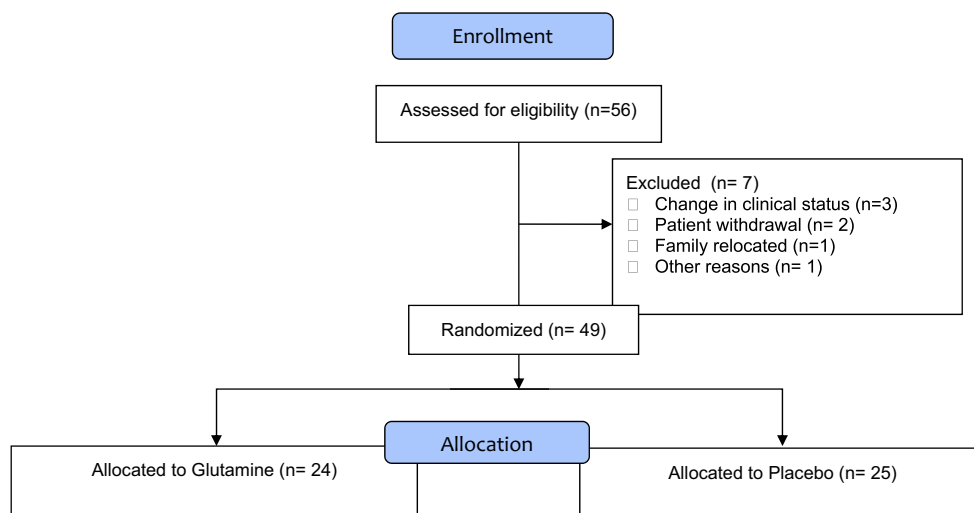 Enrollment
Assessed for eligibility (n=56)
Excluded (n= 7)
Change in clinical status (n=3)
Patient withdrawal (n= 2)
Family relocated (n=1)
Other reasons (n= 1)
Randomized (n= 49)
Allocation
Allocated to Glutamine (n= 24)
Allocated to Placebo (n= 25)